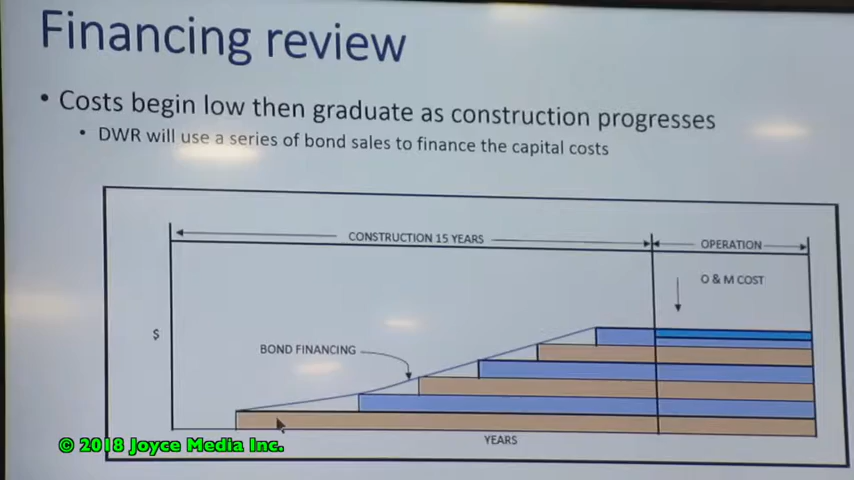 Financing review
• Costs begin low then graduate as construction progresses
• DWR will use a series of bond sales to finance the capital costs
CONSTRUCTION 15 YEARS
OPERATION
O & M COST
$
BOND FINANCING
YEARS
© 2018 Joyce Media Inc.